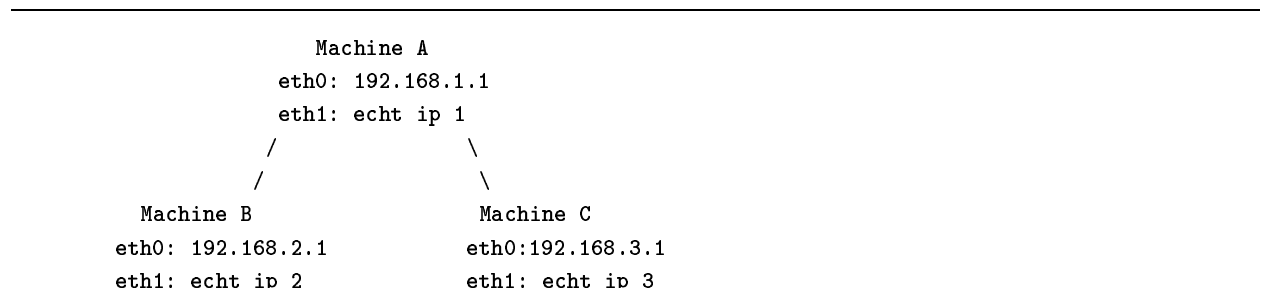 Machine A
eth0: 192.168.1.1
eth1: echt ip 1
/ \
/ \
Machine B Machine C
eth0: 192.168.2.1 eth0:192.168.3.1
eth1: echt ip 2 eth1: echt ip 3